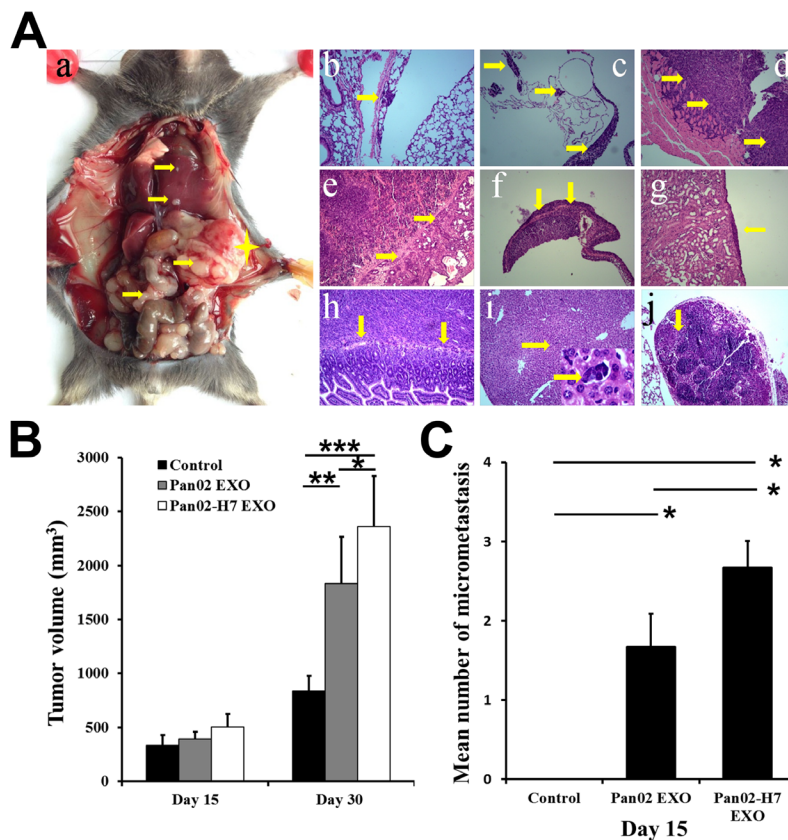 A
a
b
c
d
e
f
g
h
i
j
B
Tumor volume (mm³)
3000
2500
2000
1500
1000
500
0
Control
Pan02 EXO
Pan02-H7 EXO
***
*
**
Day 15
Day 30
C
Mean number of micrometastasis
4
3
2
1
0
*
*
*
Control
Pan02 EXO
Pan02-H7 EXO
Day 15